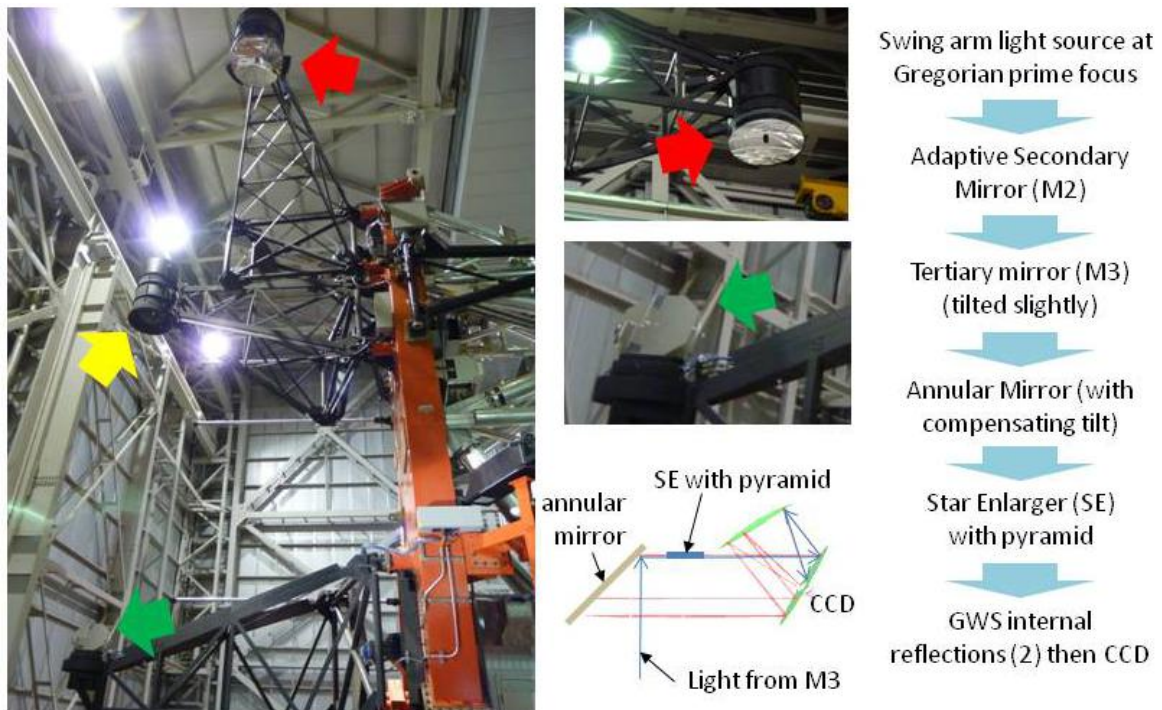 Swing arm light source at
Gregorian prime focus
Adaptive Secondary
Mirror (M2)
Tertiary mirror (M3)
(tilted slightly)
Annular Mirror (with
compensating tilt)
Star Enlarger (SE)
with pyramid
GWS internal
reflections (2) then CCD
SE with pyramid
annular
mirror
CCD
Light from M3